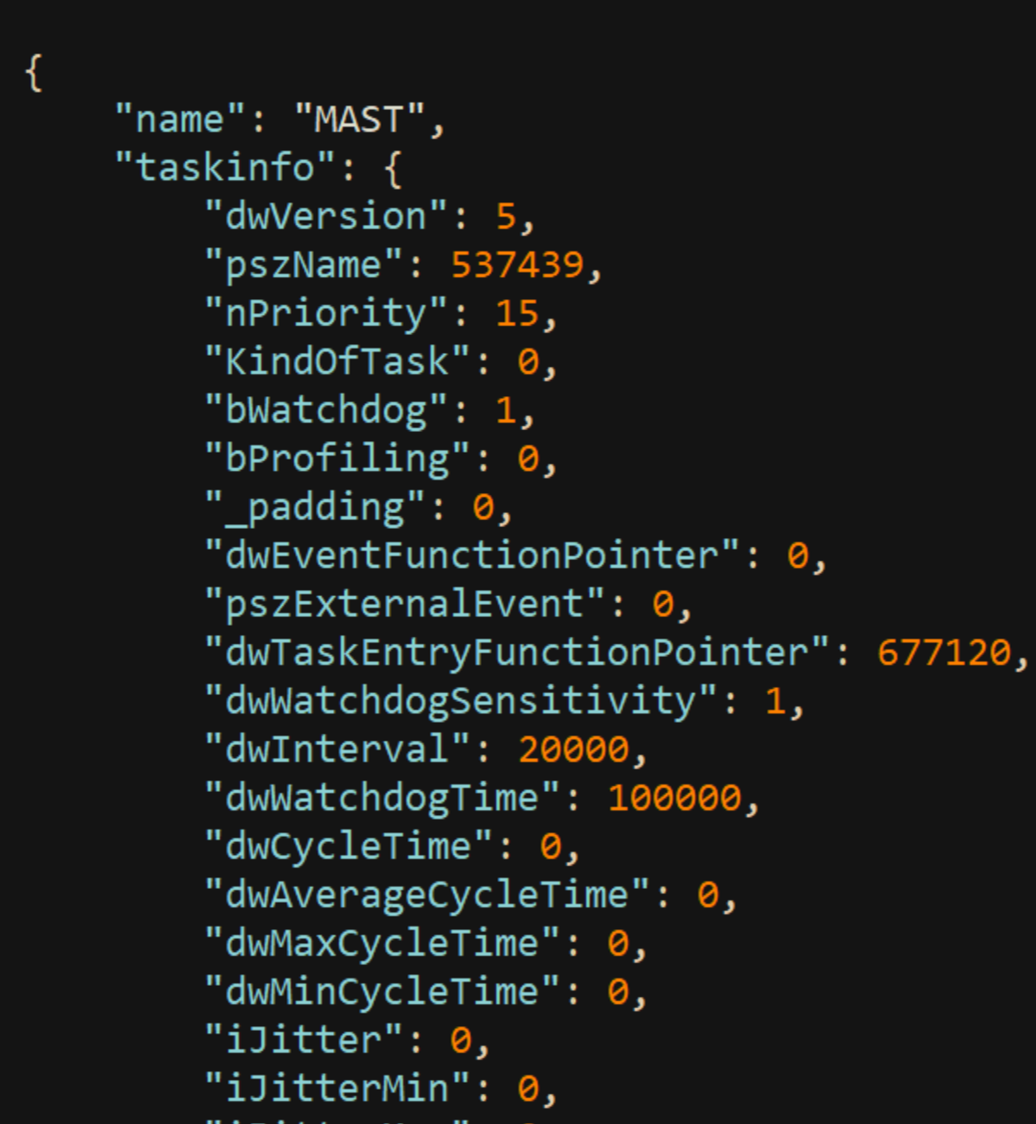 {
"name": "MAST",
"taskinfo": {
"dwVersion": 5,
"pszName": 537439,
"nPriority": 15,
"KindOfTask": 0,
"bWatchdog": 1,
"bProfiling": 0,
"_padding": 0,
"dwEventFunctionPointer": 0,
"pszExternalEvent": 0,
"dwTaskEntryFunctionPointer": 677120,
"dwWatchdogSensitivity": 1,
"dwInterval": 20000,
"dwWatchdogTime": 100000,
"dwCycleTime": 0,
"dwAverageCycleTime": 0,
"dwMaxCycleTime": 0,
"dwMinCycleTime": 0,
"iJitter": 0,
"iJitterMin": 0,